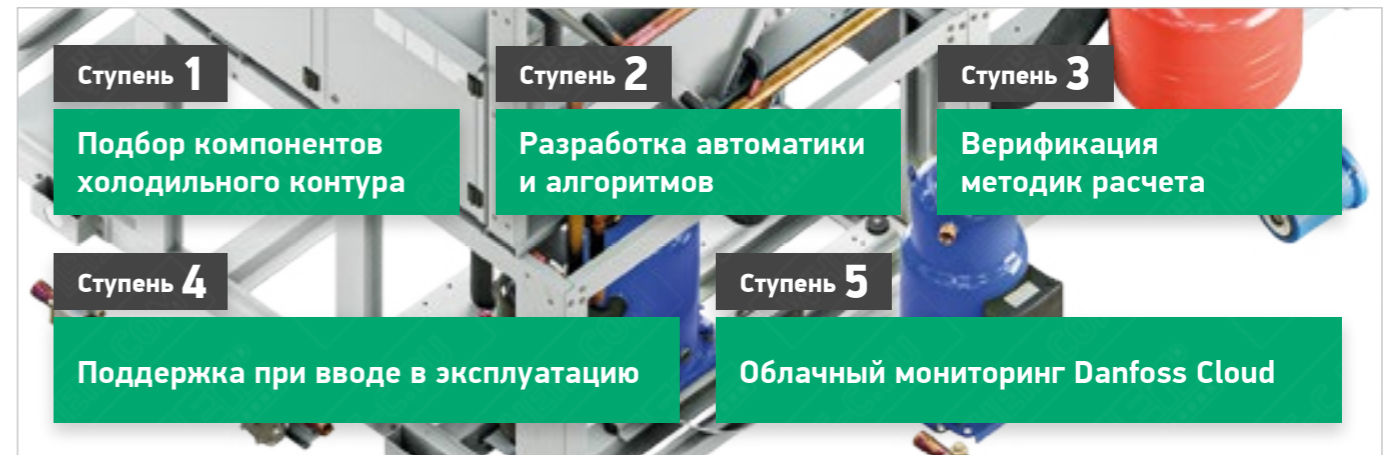 Ступень 1
Подбор компонентов
холодильного контура
Ступень 2
Разработка автоматики
и алгоритмов
Ступень 3
Верификация
методик расчета
Ступень 4
Поддержка при вводе в эксплуатацию
Ступень 5
Облачный мониторинг Danfoss Cloud